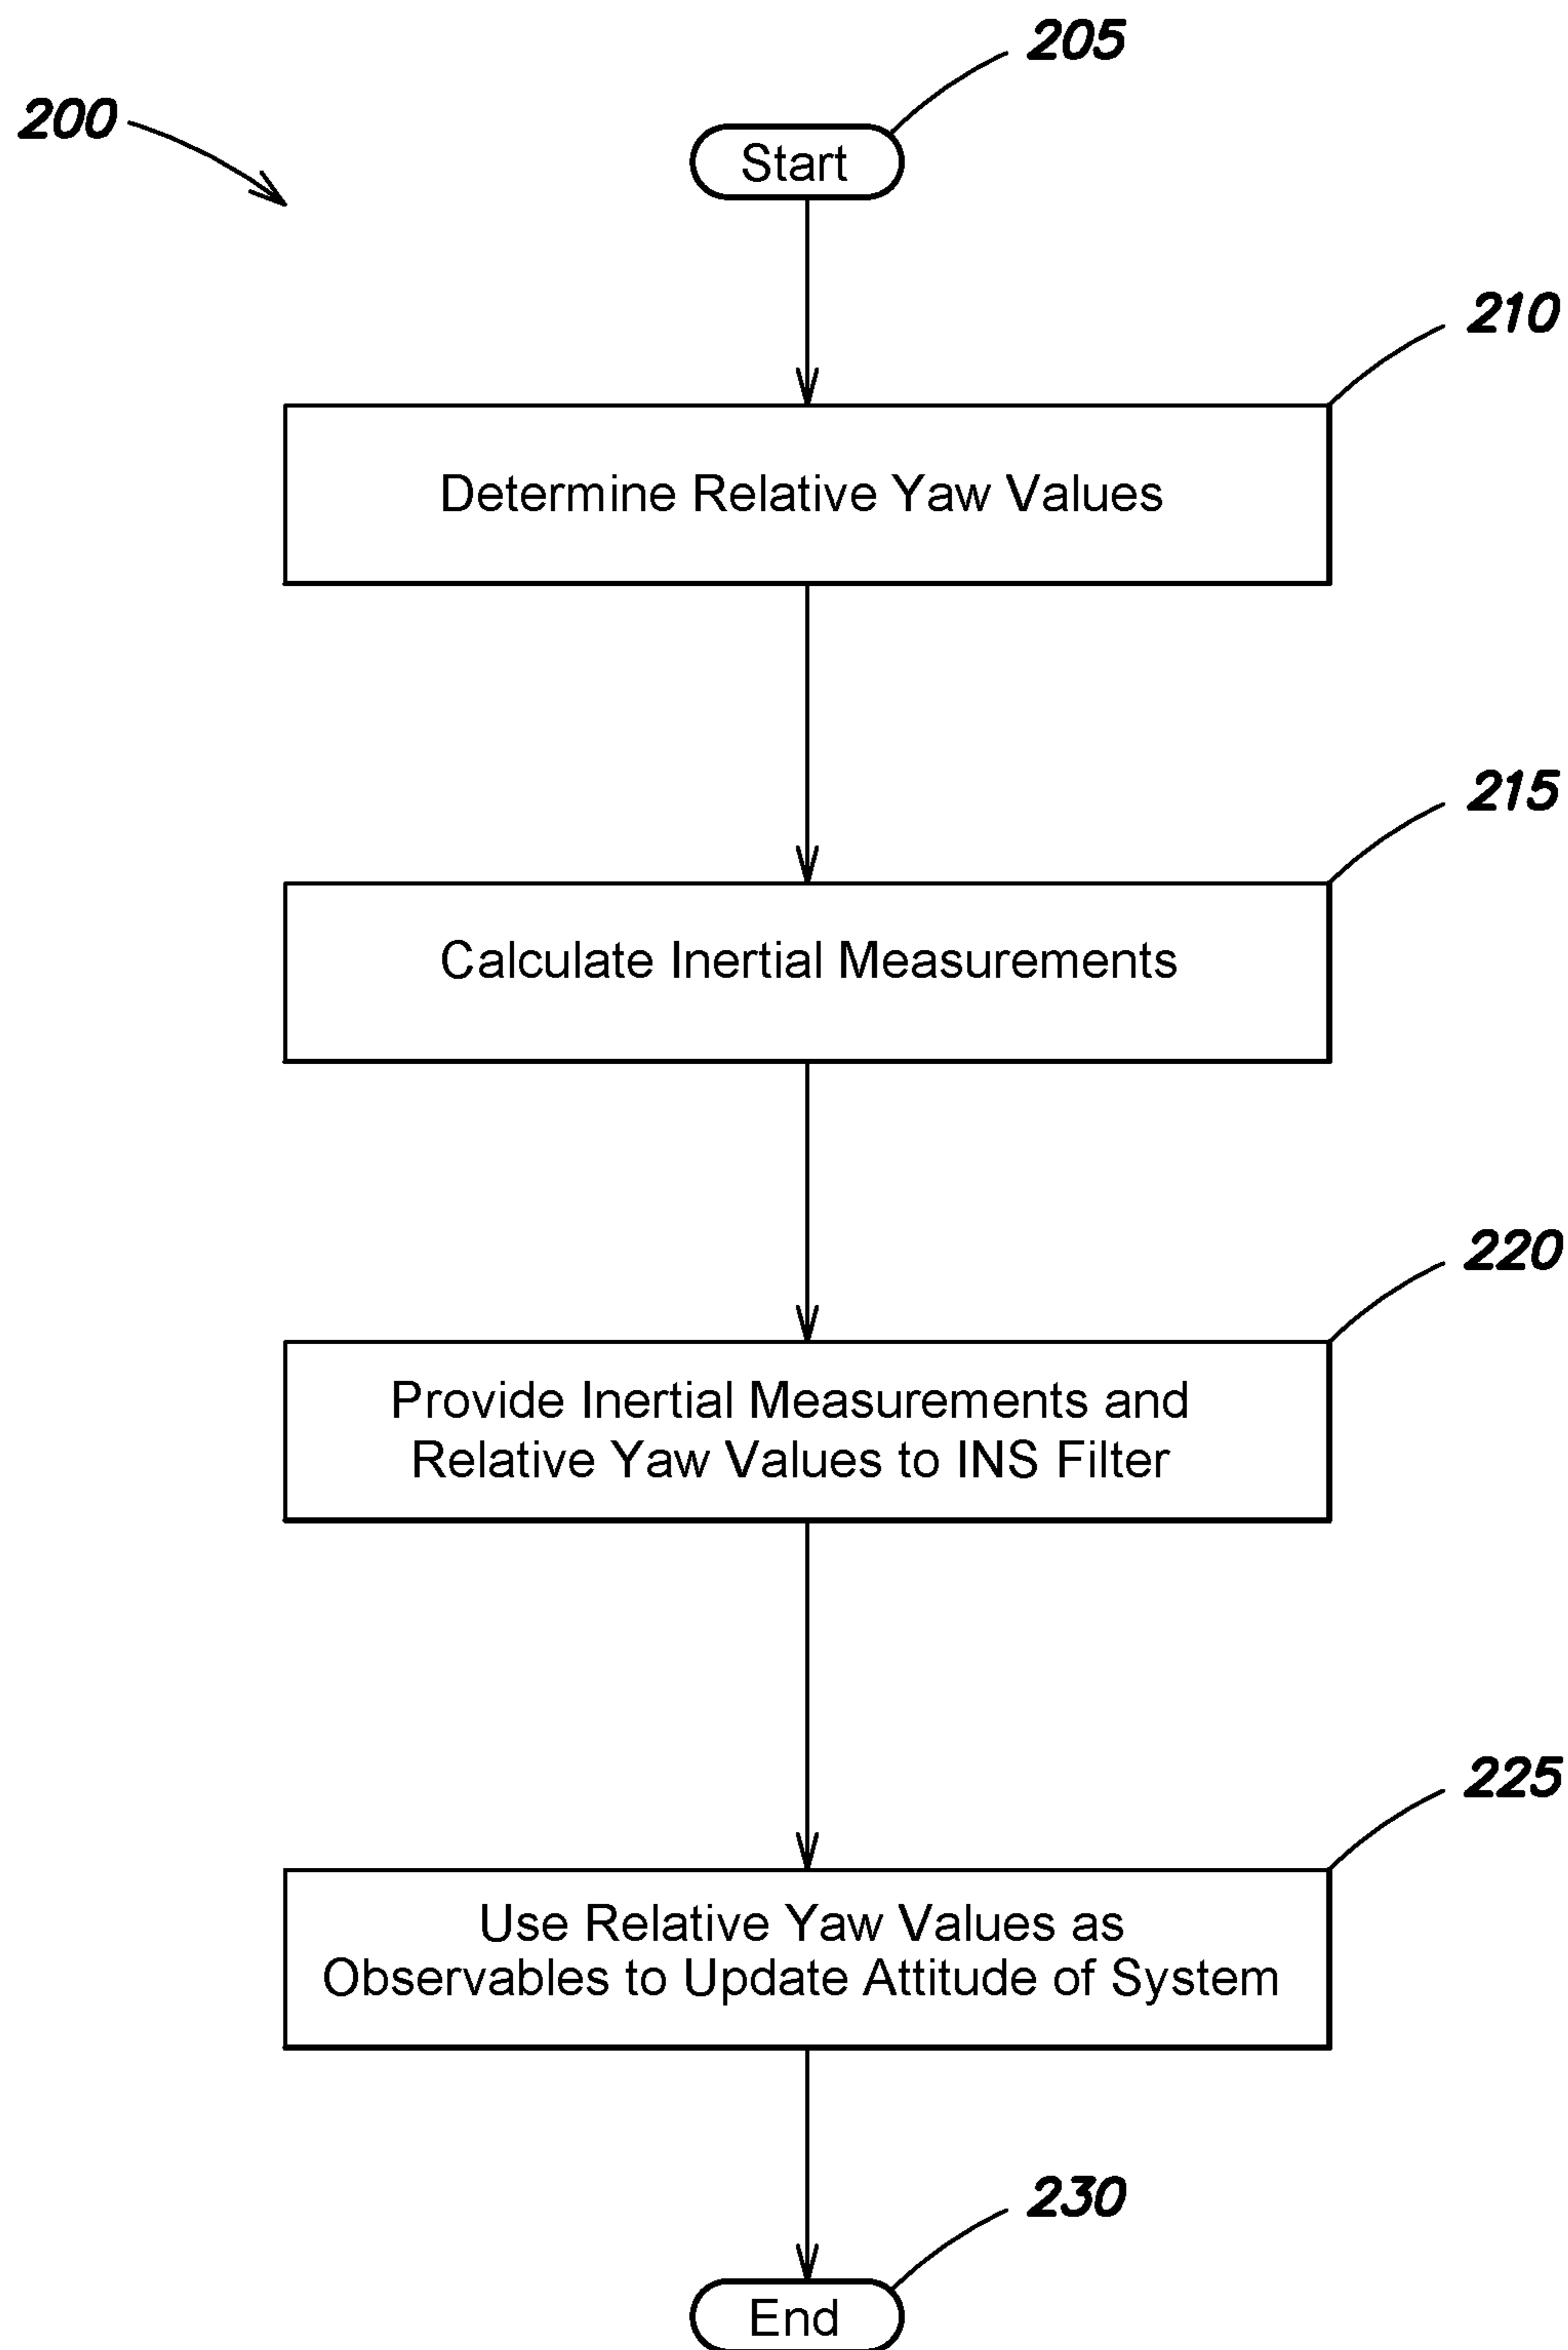 205
200
Start
210
Determine Relative Yaw Values
215
Calculate Inertial Measurements
220
Provide Inertial Measurements and
Relative Yaw Values to INS Filter
225
Use Relative Yaw Values as
Observables to Update Attitude of System
230
End